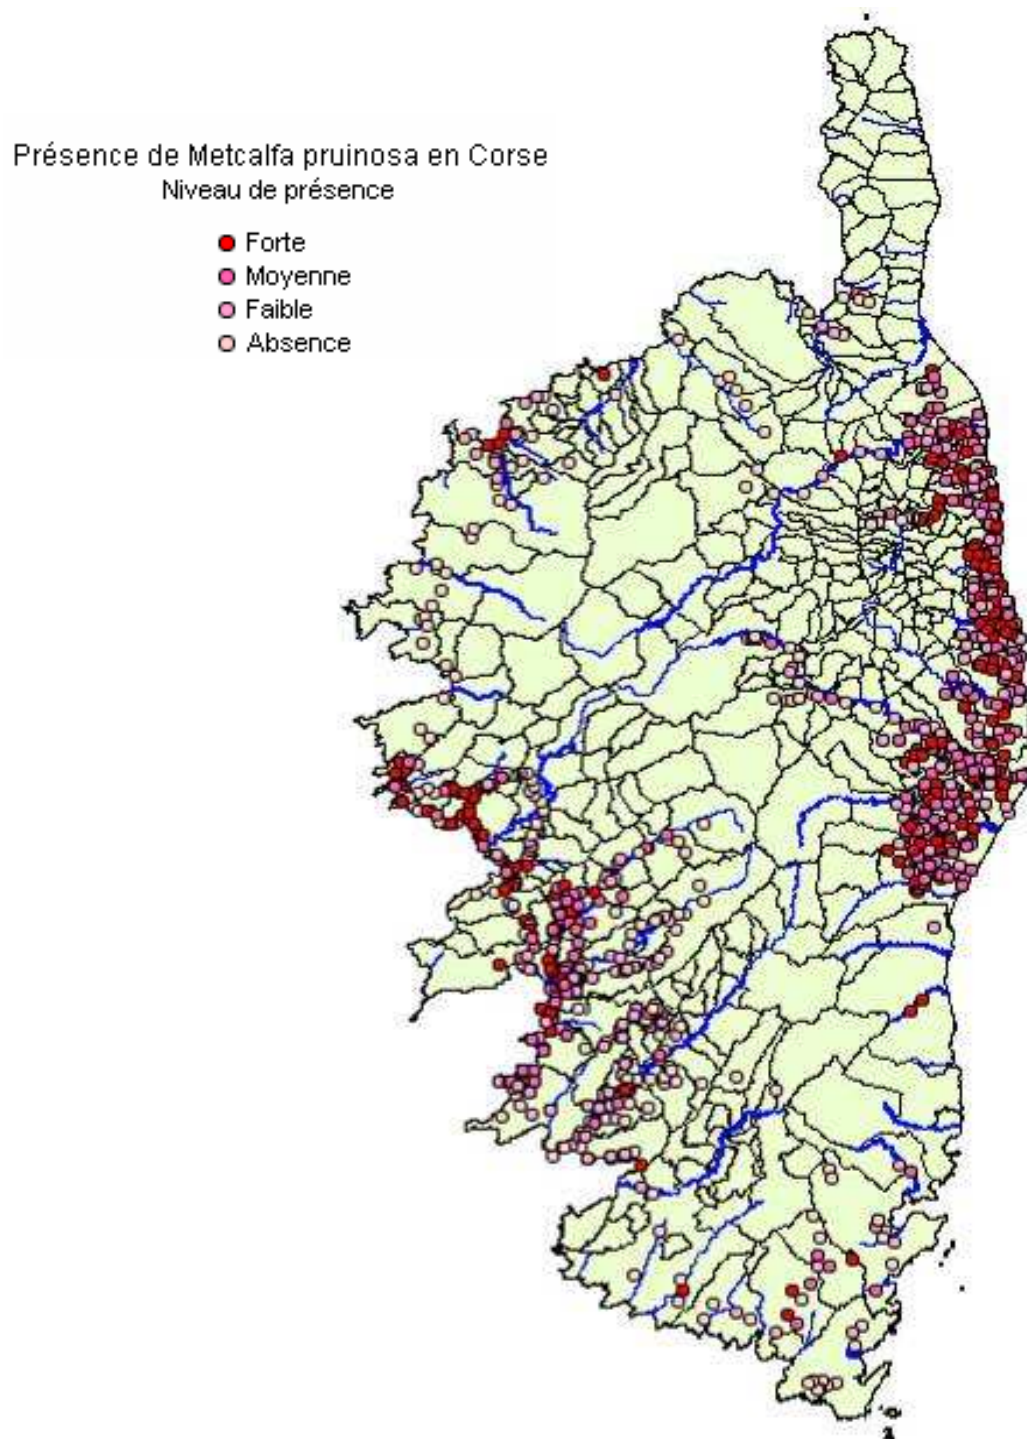 Présence de Metcalfa pruinosa en Corse
Niveau de présence
Forte
Moyenne
Faible
Absence